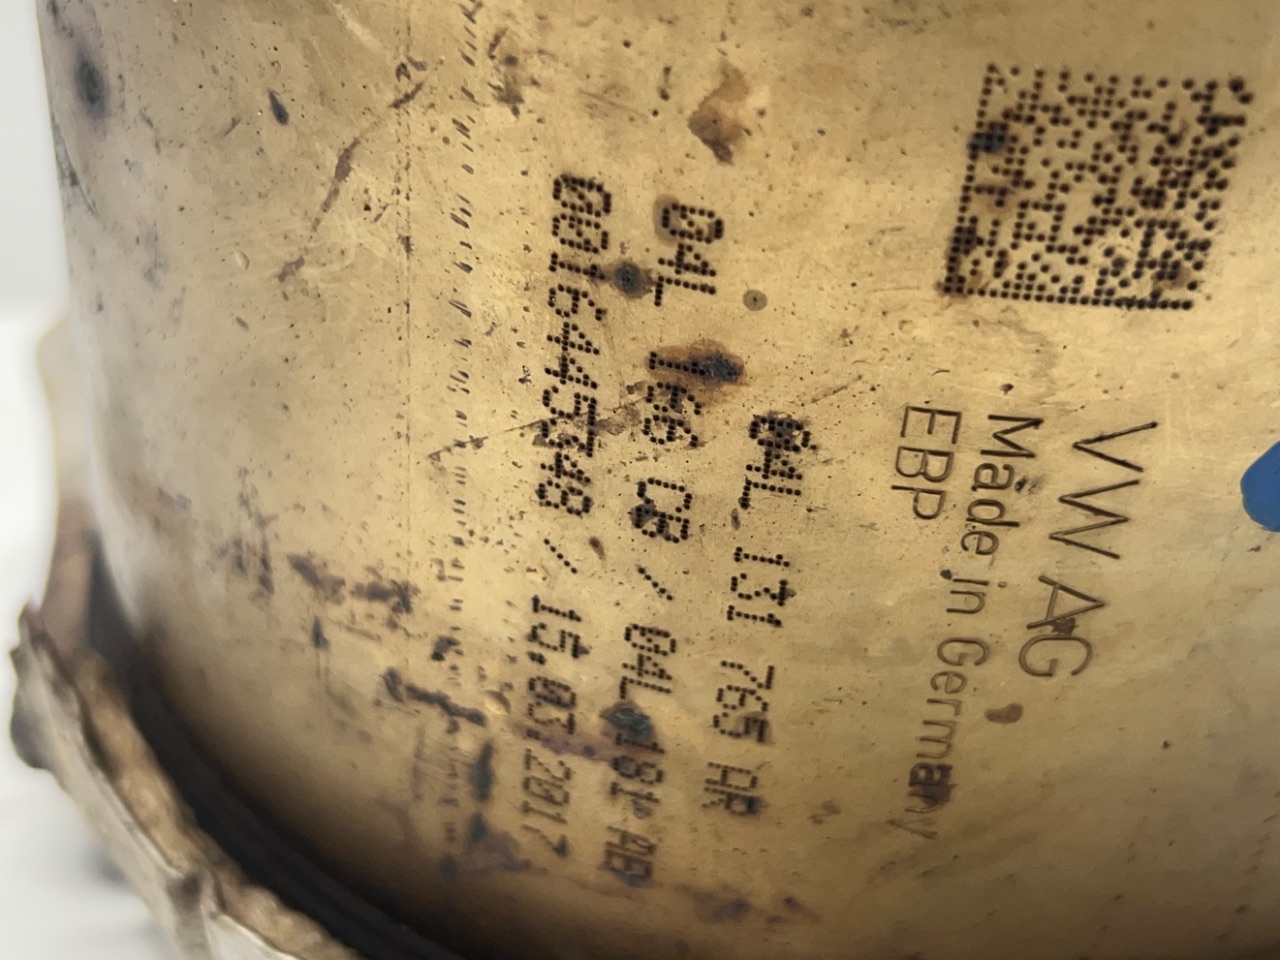 VW AG
Made in Germany
EBP
04L 131 765 AR
04L 166 CB / 04L 181 AB
0016445748 / 15.03.2017